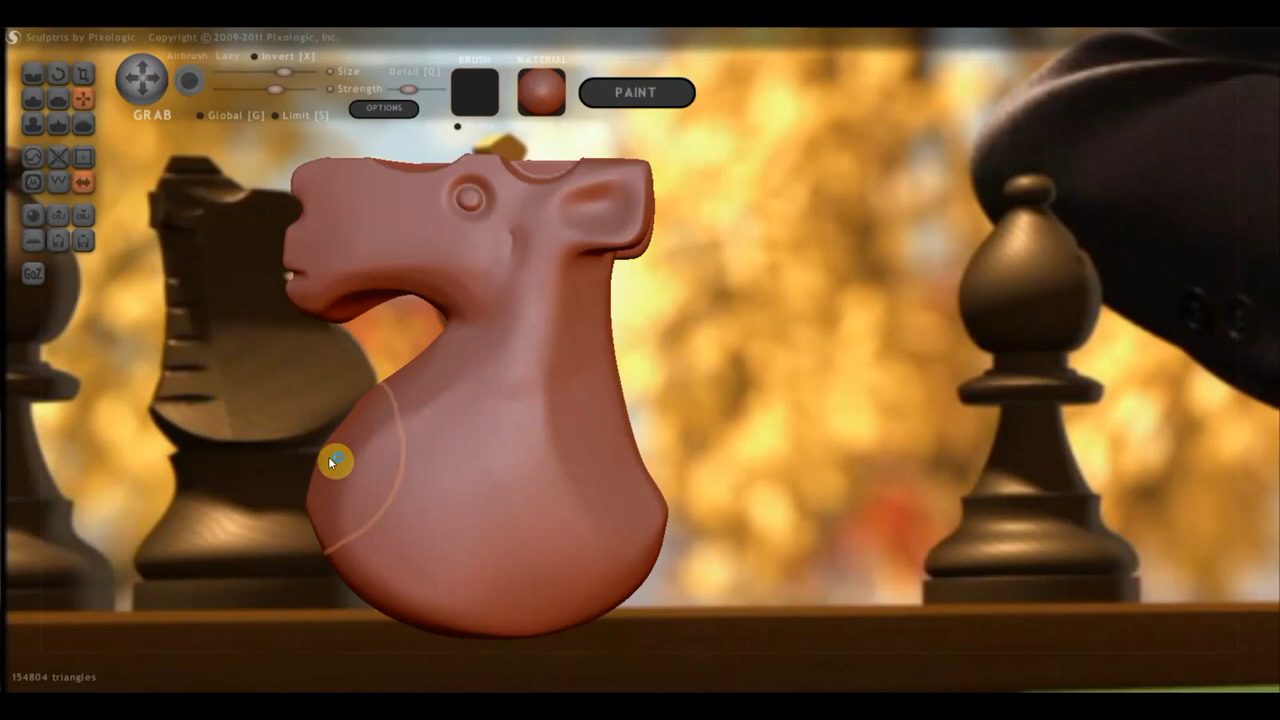 Sculptris by Pixologic Copyright © 2009-2011 Pixologic, Inc.
Airbrush Lazy Invert [X]
BRUSH
MATERIAL
Size
Detail [Q]
Strength
PAINT
OPTIONS
GRAB
Global [G] Limit [S]
GoZ
154804 triangles